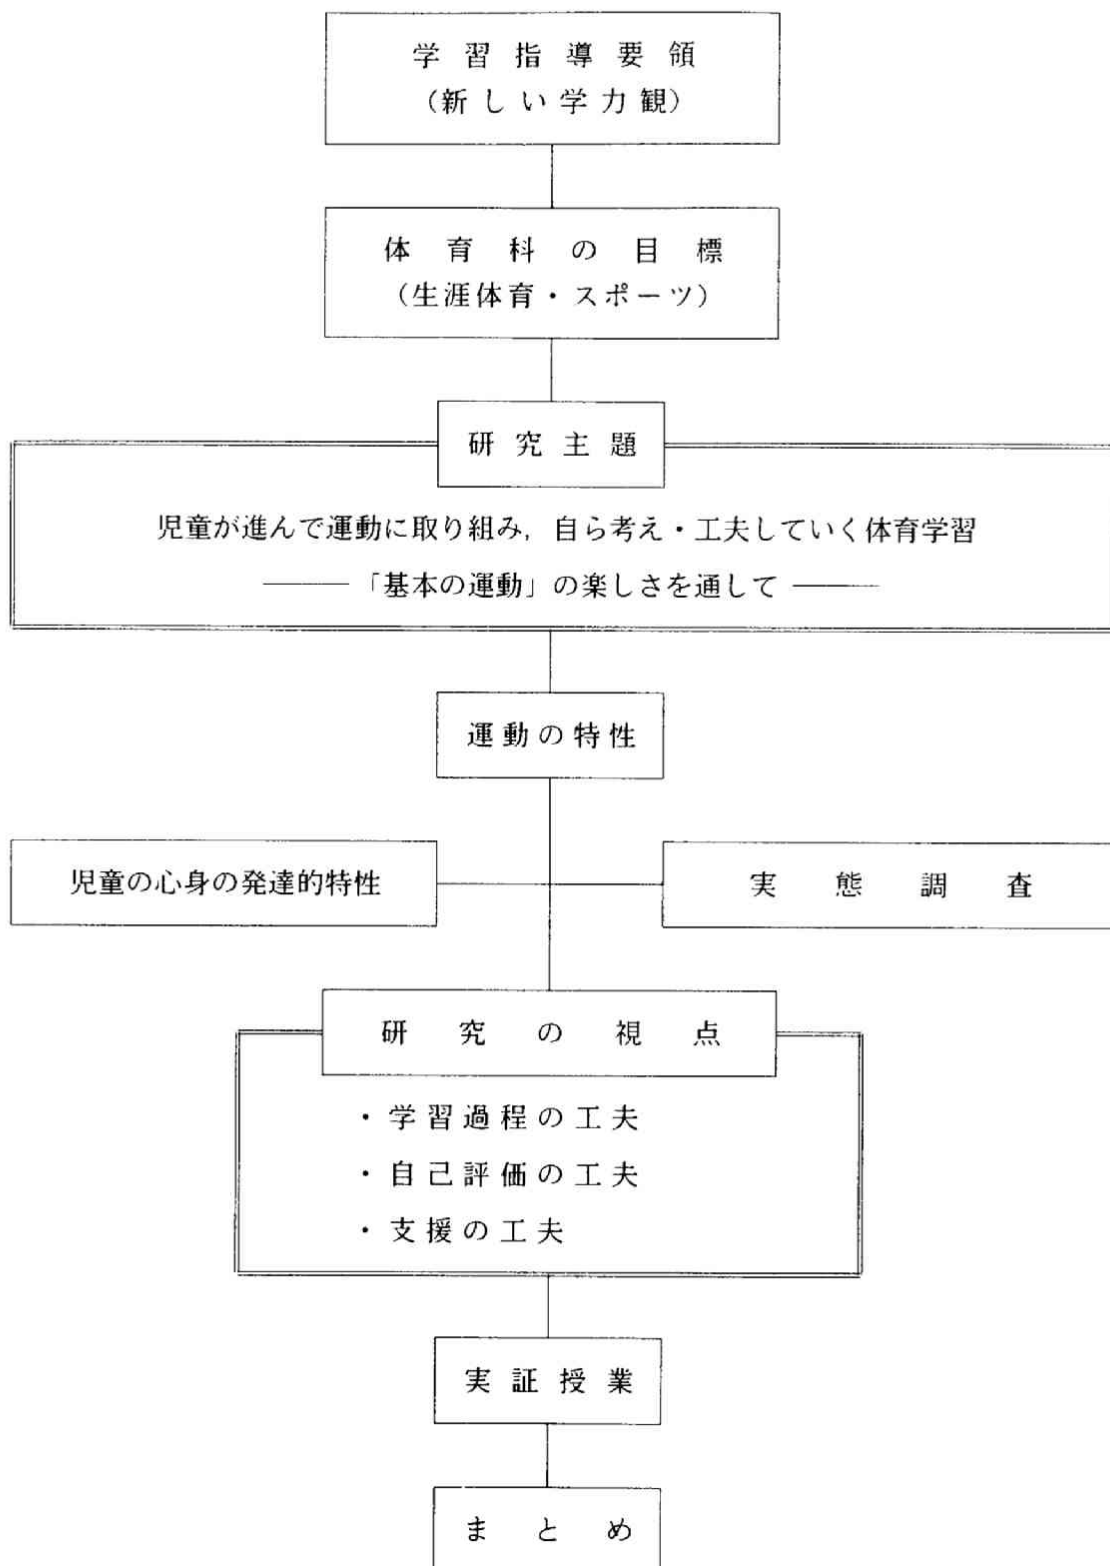 学習指導要領
(新しい学力観)
体育科の目標
(生涯体育・スポーツ)
研究主題
児童が進んで運動に取り組み,自ら考え・工夫していく体育学習
――「基本の運動」の楽しさを通して――
運動の特性
児童の心身の発達的特性
実態調査
研究の視点
・学習過程の工夫
・自己評価の工夫
・支援の工夫
実証授業
まとめ